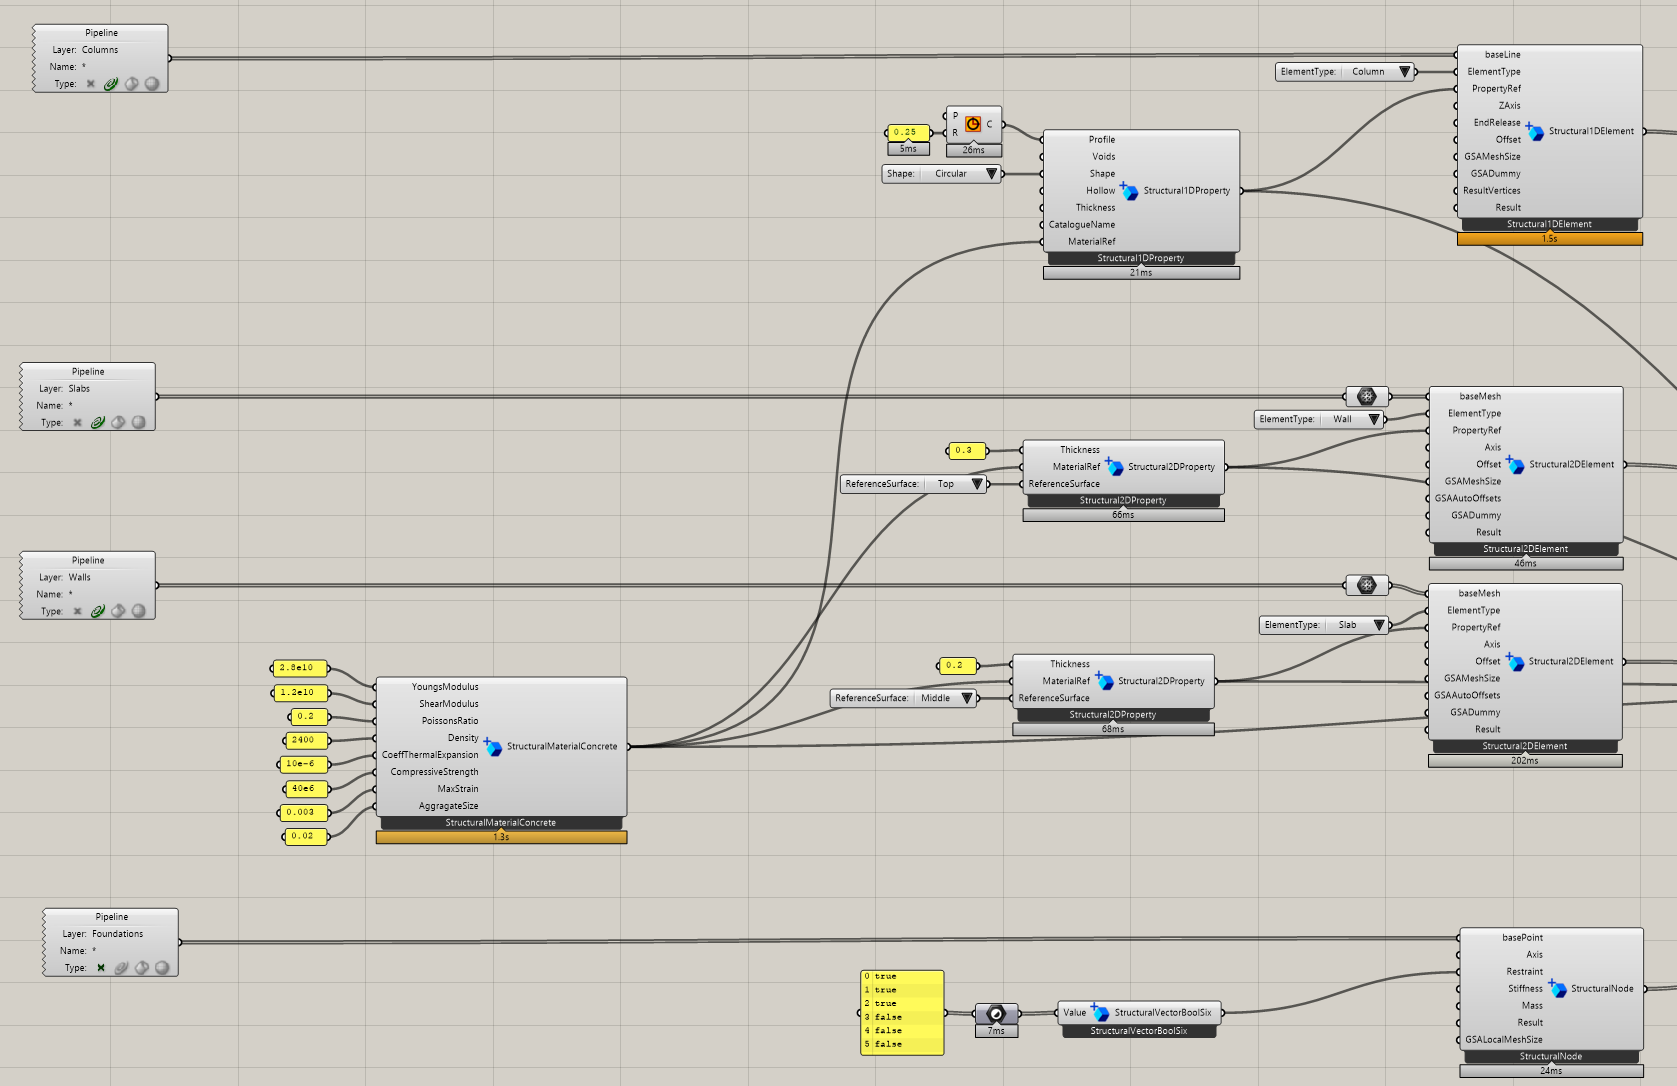 Pipeline
Layer: Columns
Name: *
Type:
ElementType: Column
baseLine
ElementType
PropertyRef
ZAxis
EndRelease
Offset
GSAMeshSize
GSADummy
ResultVertices
Result
Structural1DElement
Structural1DElement
1.5s
0.25
5ms
P
R
C
26ms
Shape: Circular
Profile
Voids
Shape
Hollow
Thickness
CatalogueName
MaterialRef
Structural1DProperty
Structural1DProperty
21ms
Pipeline
Layer: Slabs
Name: *
Type:
ElementType: Wall
baseMesh
ElementType
PropertyRef
Axis
Offset
GSAMeshSize
GSAAutoOffsets
GSADummy
Result
Structural2DElement
Structural2DElement
46ms
0.3
ReferenceSurface: Top
Thickness
MaterialRef
ReferenceSurface
Structural2DProperty
Structural2DProperty
66ms
Pipeline
Layer: Walls
Name: *
Type:
ElementType: Slab
baseMesh
ElementType
PropertyRef
Axis
Offset
GSAMeshSize
GSAAutoOffsets
GSADummy
Result
Structural2DElement
Structural2DElement
202ms
0.2
ReferenceSurface: Middle
Thickness
MaterialRef
ReferenceSurface
Structural2DProperty
Structural2DProperty
68ms
2.8e10
1.2e10
0.2
2400
10e-6
40e6
0.003
0.02
YoungsModulus
ShearModulus
PoissonsRatio
Density
CoeffThermalExpansion
CompressiveStrength
MaxStrain
AggragateSize
StructuralMaterialConcrete
StructuralMaterialConcrete
1.3s
Pipeline
Layer: Foundations
Name: *
Type:
0 true
1 true
2 true
3 false
4 false
5 false
7ms
Value
StructuralVectorBoolSix
StructuralVectorBoolSix
basePoint
Axis
Restraint
Stiffness
Mass
Result
GSALocalMeshSize
StructuralNode
StructuralNode
24ms